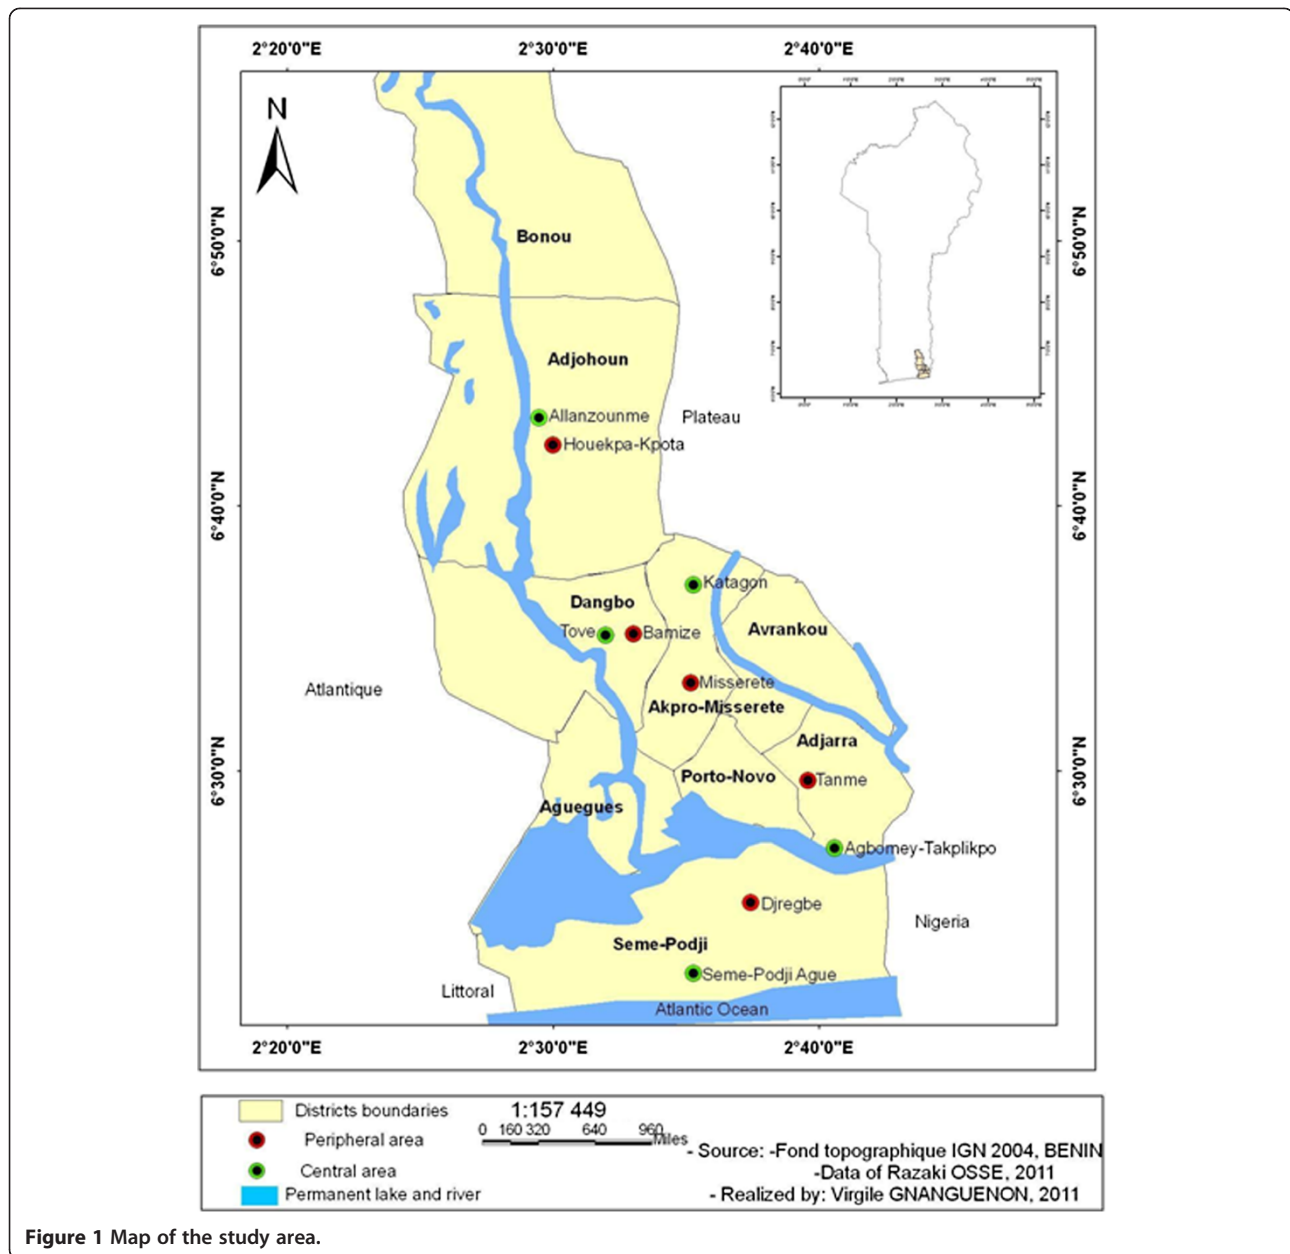 2°20'0"E 2°30'0"E 2°40'0"E
N
6°50'0"N 6°50'0"N
Bonou
Adjohoun
Allanzounme
Plateau
Houekpa-Kpota
6°40'0"N 6°40'0"N
Katagon
Dangbo
Avrankou
Tove
Bamize
Atlantique
Misserete
Akpro-Misserete
Adjarra
6°30'0"N 6°30'0"N
Porto-Novo
Tanme
Aguegues
Agbomey-Takplikpo
Djregbe
Nigeria
Seme-Podji
Seme-Podji Ague
Littoral
Atlantic Ocean
2°20'0"E 2°30'0"E 2°40'0"E
Districts boundaries
1:157 449
Peripheral area
0 160 320 640 960
Miles
- Source: -Fond topographique IGN 2004, BENIN
Central area
-Data of Razaki OSSE, 2011
Permanent lake and river
- Realized by: Virgile GNANGUENON, 2011
Figure 1 Map of the study area.